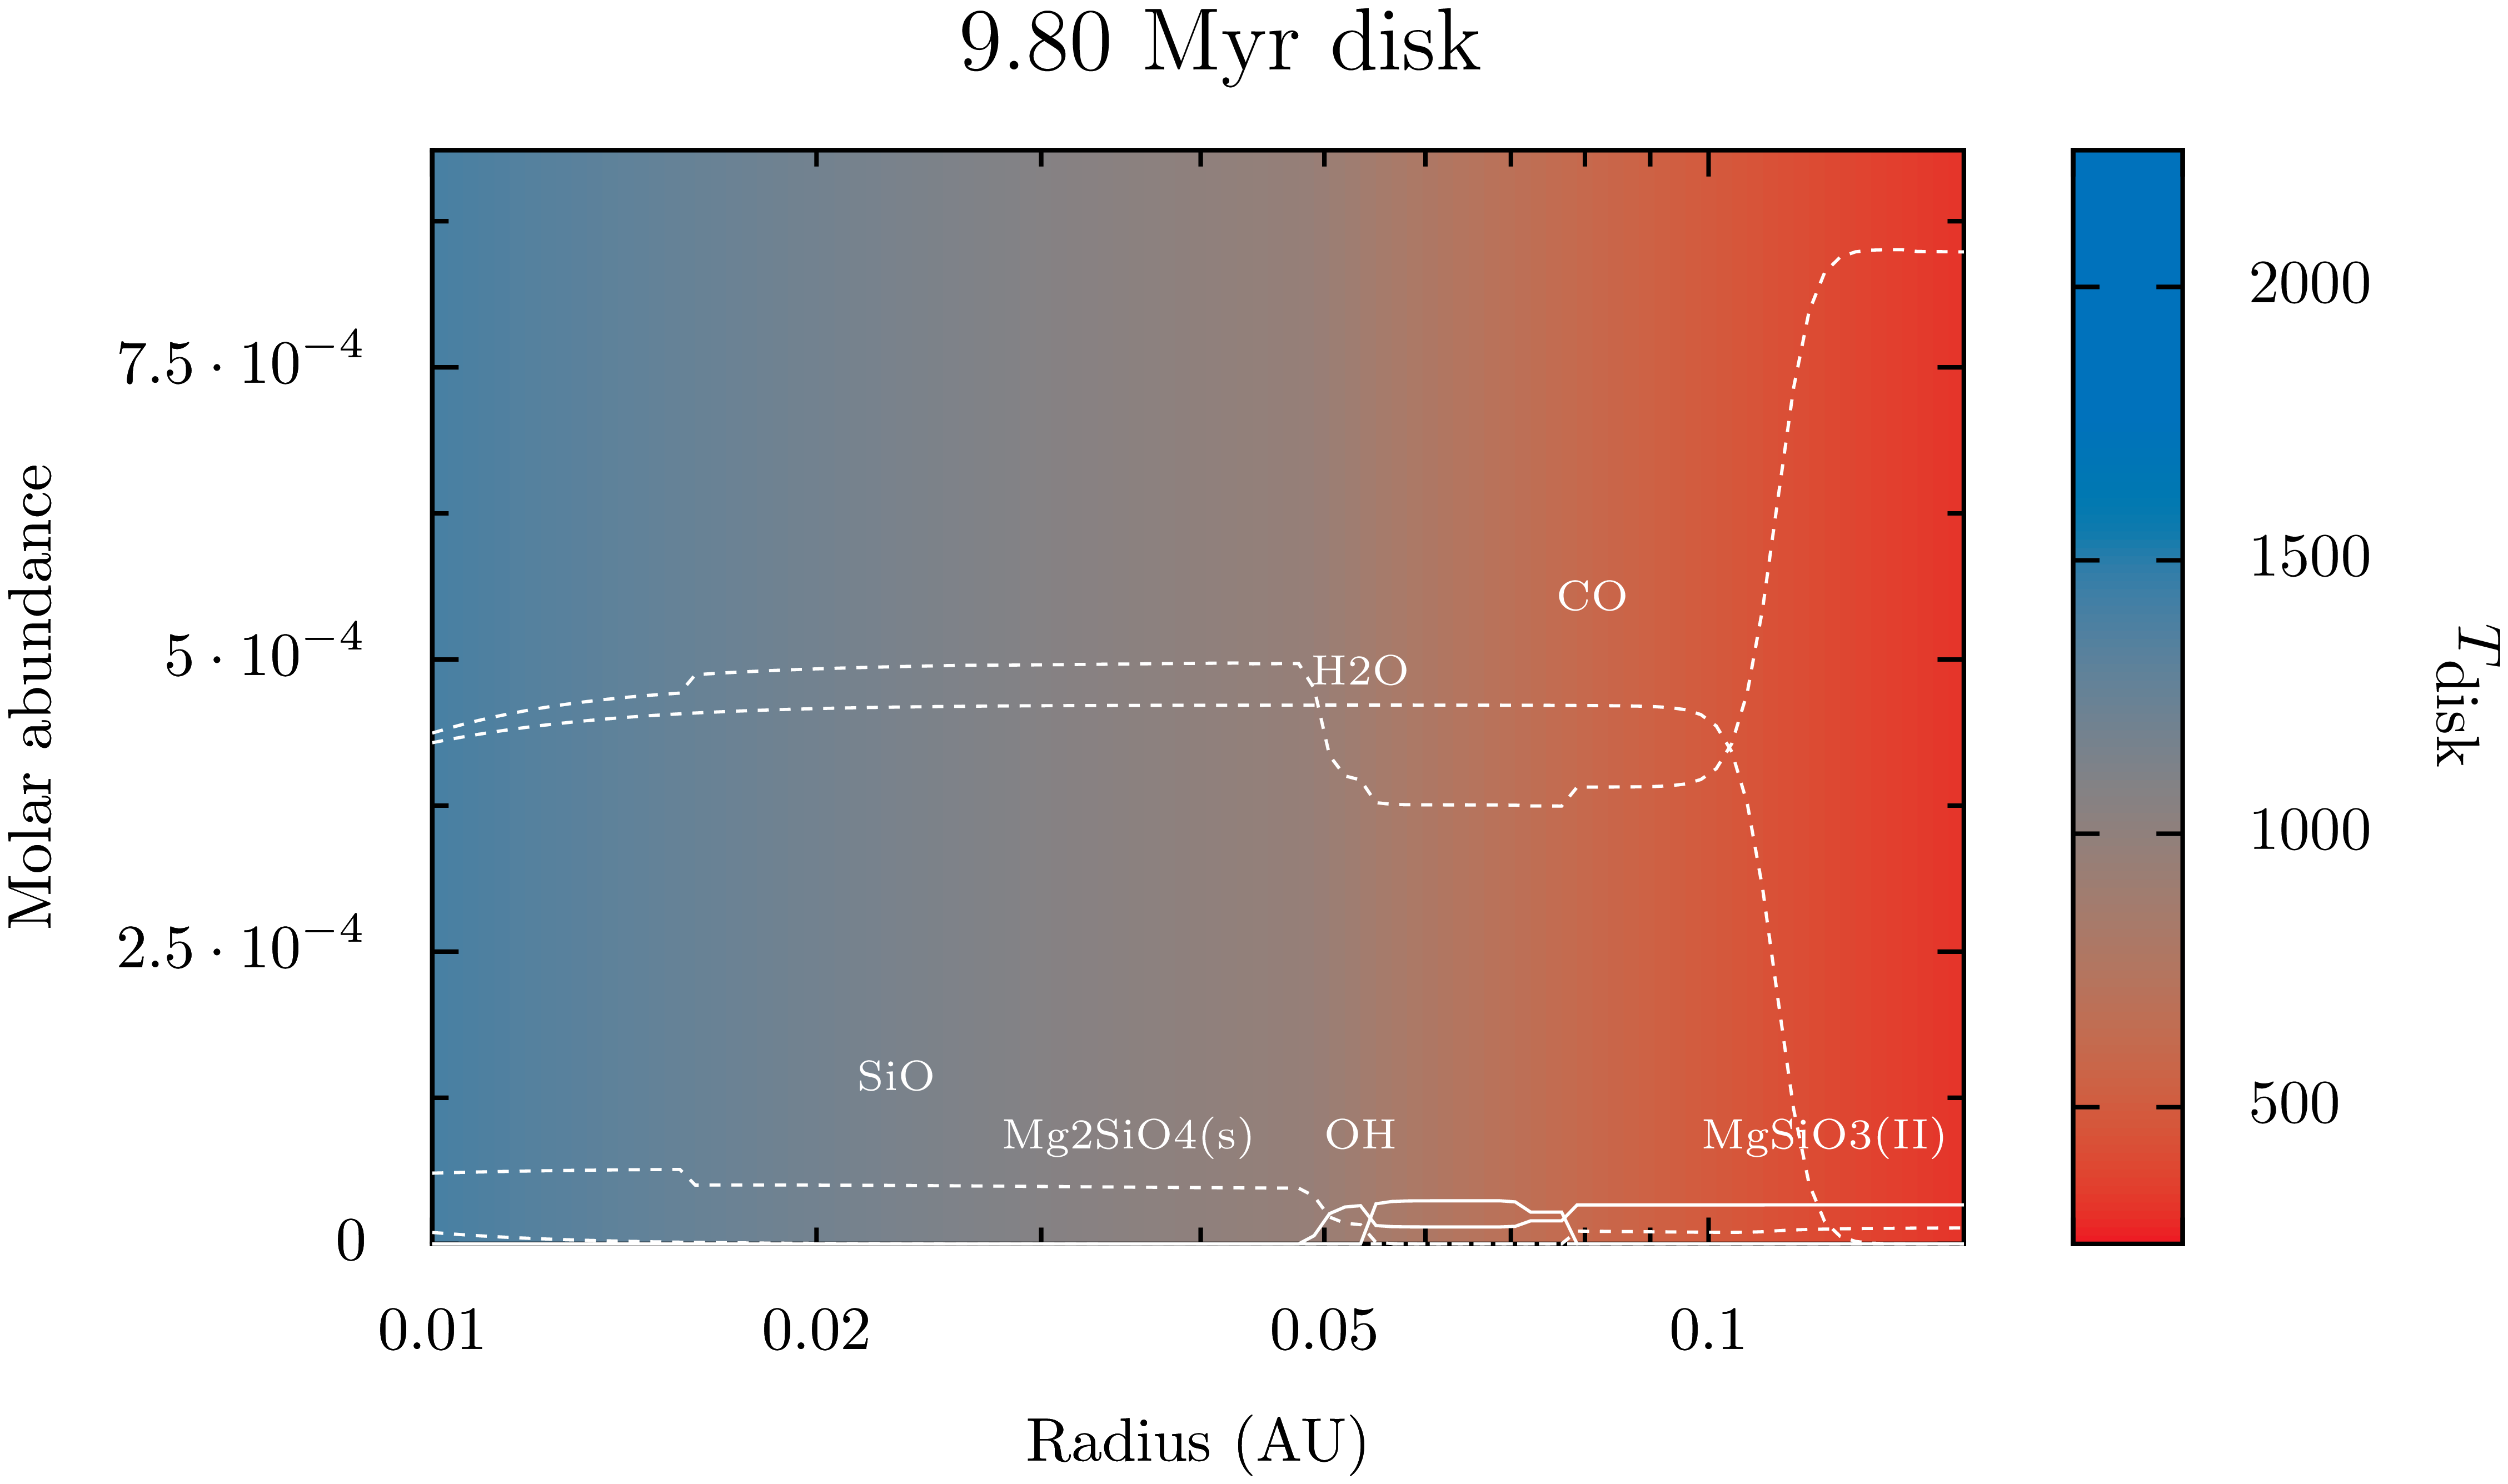 9.80 Myr disk
Molar abundance
7.5 · 10⁻⁴
5 · 10⁻⁴
2.5 · 10⁻⁴
0
CO
H2O
SiO
Mg2SiO4(s)
OH
MgSiO3(II)
0.01
0.02
0.05
0.1
Radius (AU)
2000
1500
1000
500
T disk